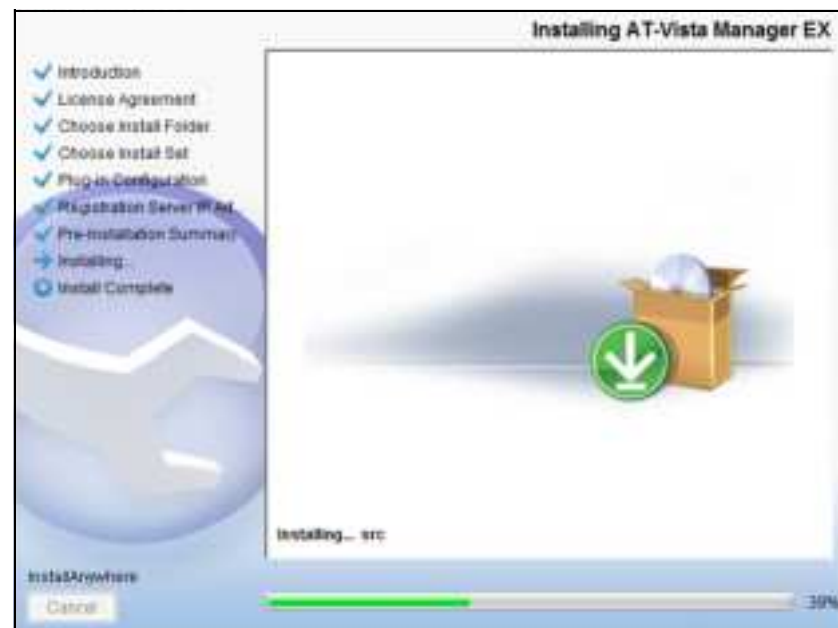 Installing AT-Vista Manager EX
Introduction
License Agreement
Choose Install Folder
Choose Install Set
Plug-in Configuration
Registration Server IP Ad
Pre-Installation Summary
Installing...
Install Complete
Installing... src
InstallAnywhere
Cancel
39%